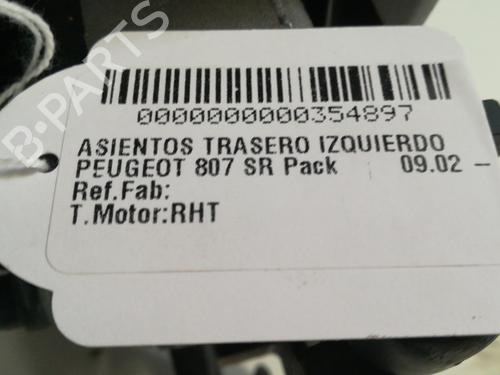 B-PARTS
0000000000354897
ASIENTOS TRASERO IZQUIERDO
PEUGEOT 807 SR Pack 09.02 -
Ref.Fab:
T.Motor:RHT